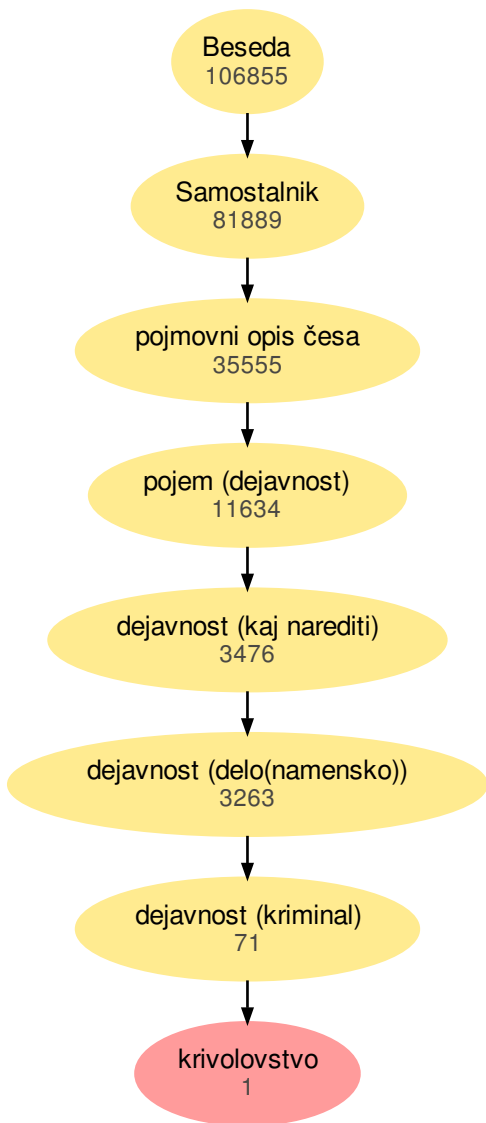 Beseda
106855
Samostalnik
81889
pojmovni opis česa
35555
pojem (dejavnost)
11634
dejavnost (kaj narediti)
3476
dejavnost (delo(namensko))
3263
dejavnost (kriminal)
71
krivolovstvo
1